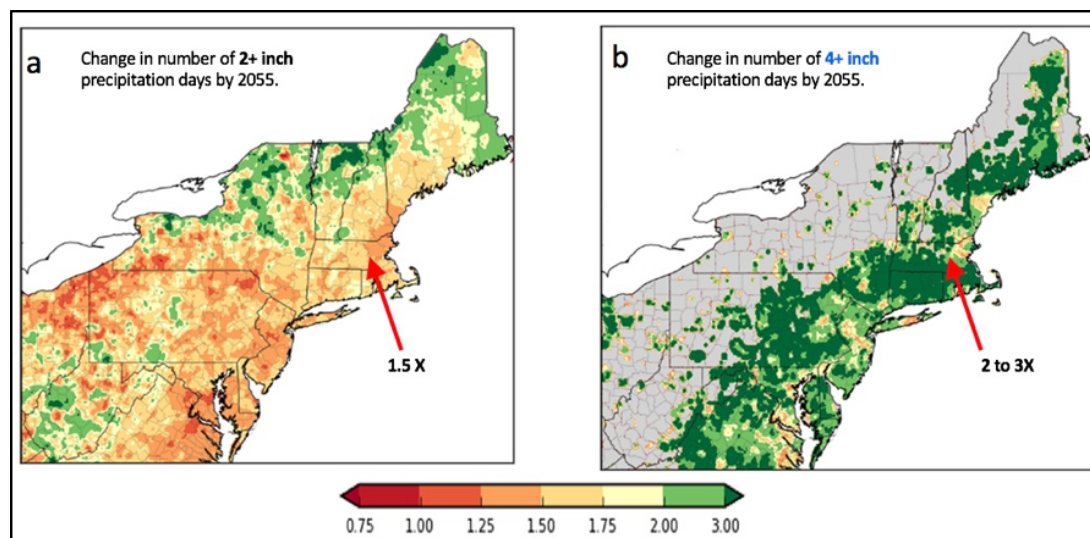 a
Change in number of 2+ inch
precipitation days by 2055.
1.5 X
b
Change in number of 4+ inch
precipitation days by 2055.
2 to 3X
0.75 1.00 1.25 1.50 1.75 2.00 3.00